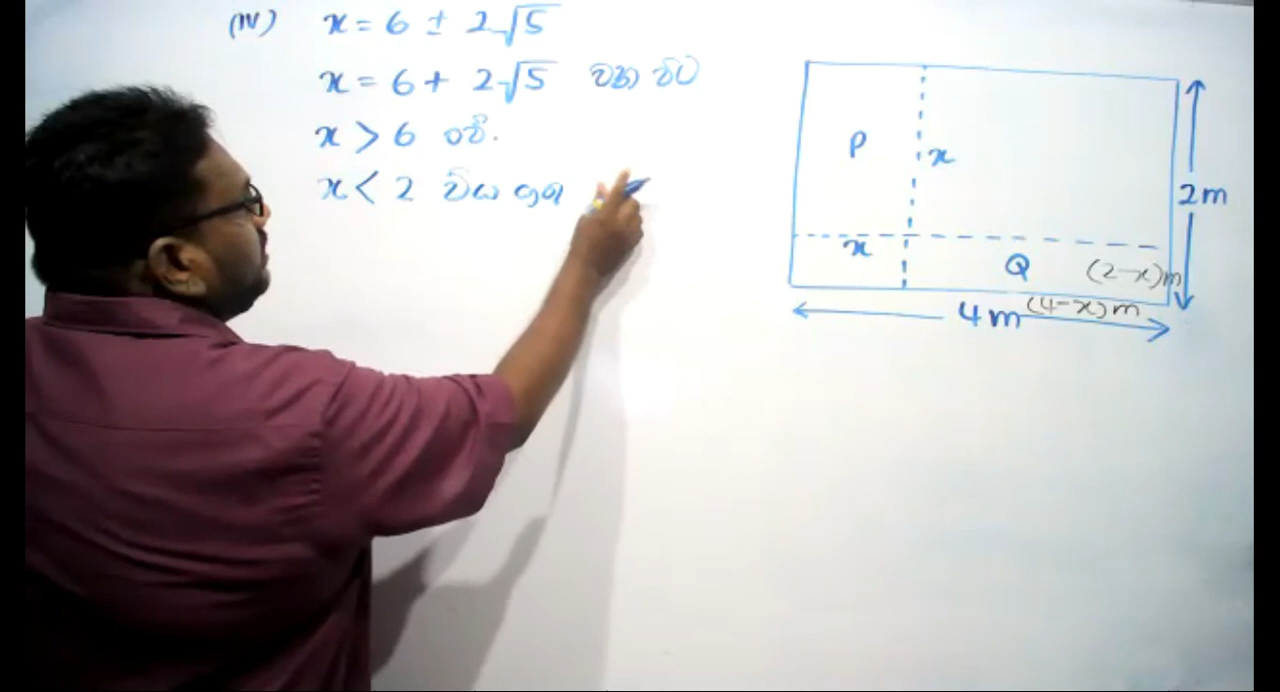 (IV) x = 6 ± 2√5
x = 6 + 2√5 වන විට
x > 6 වේ.
x < 2 විය යුතු
P
x
x
Q
(2-x)m
2m
4m
(4-x)m